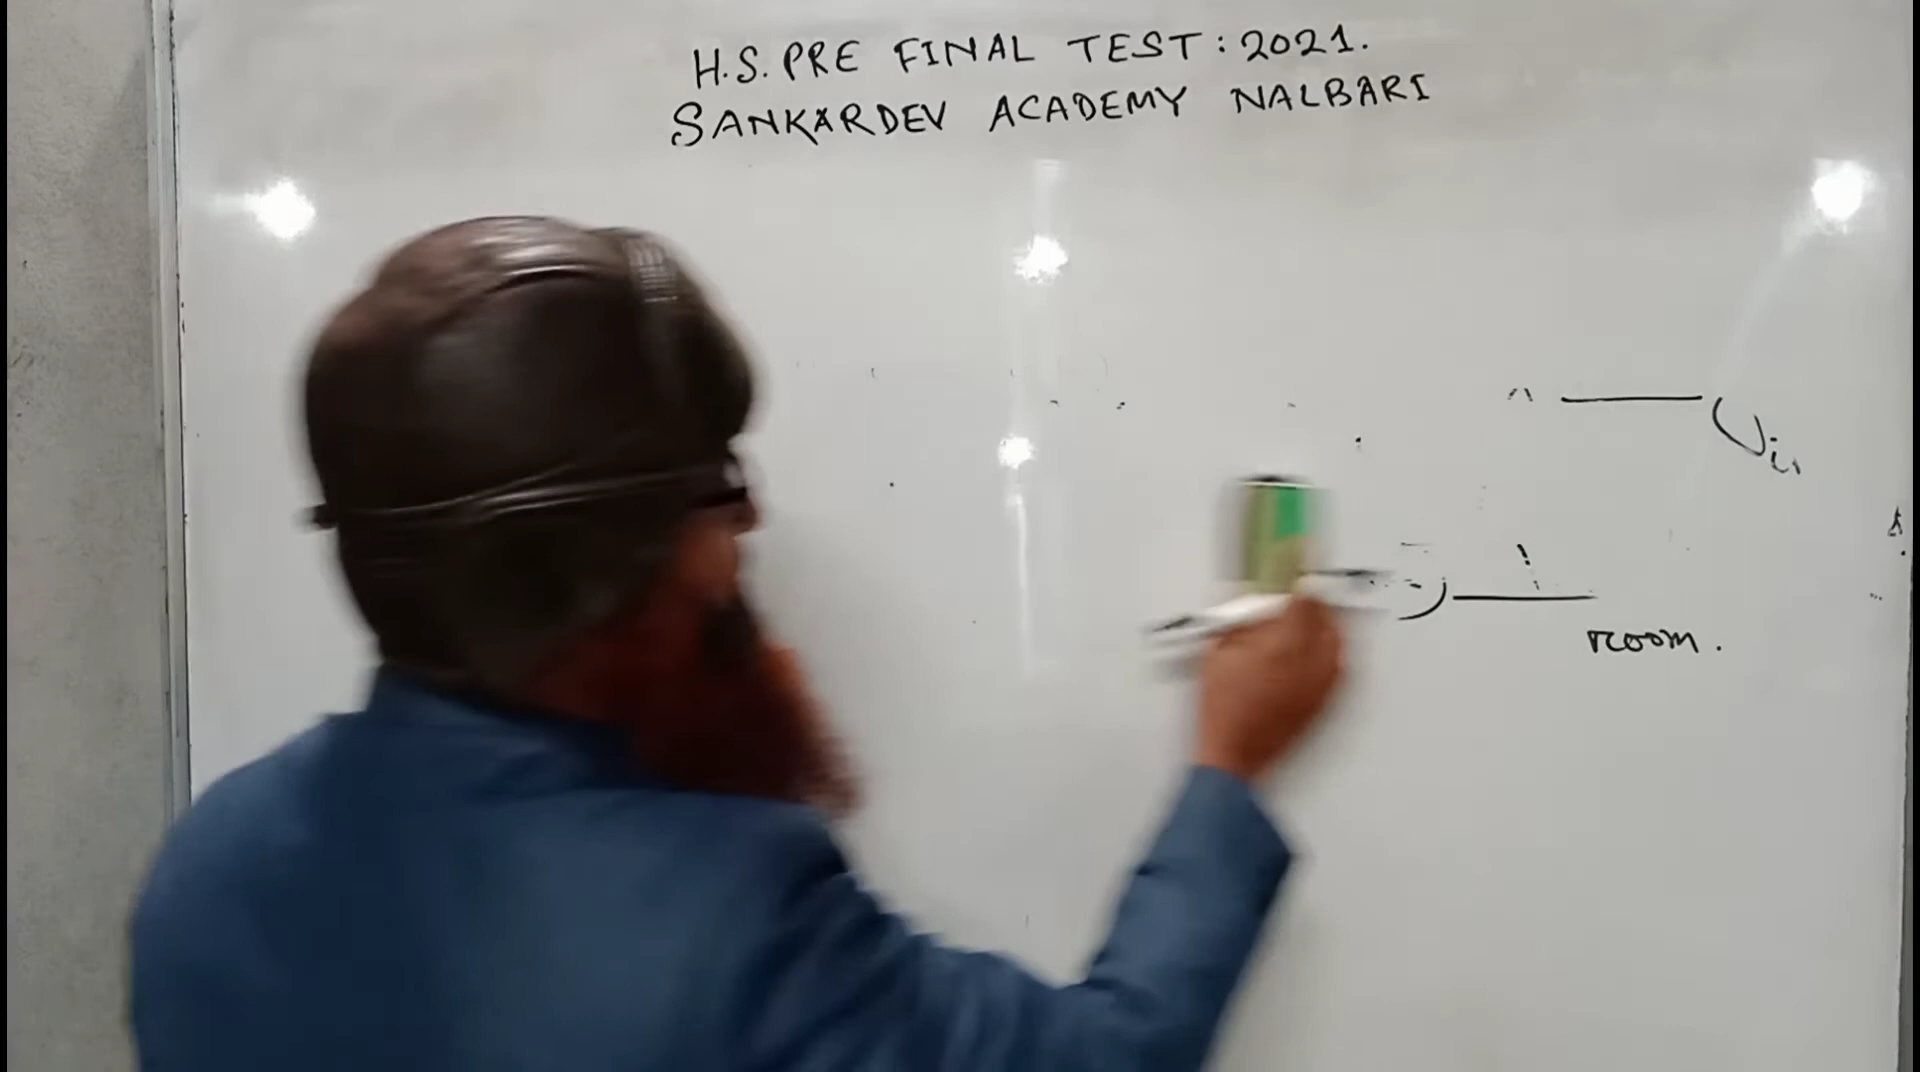 H.S. PRE FINAL TEST : 2021.
SANKARDEV ACADEMY NALBARI
room.